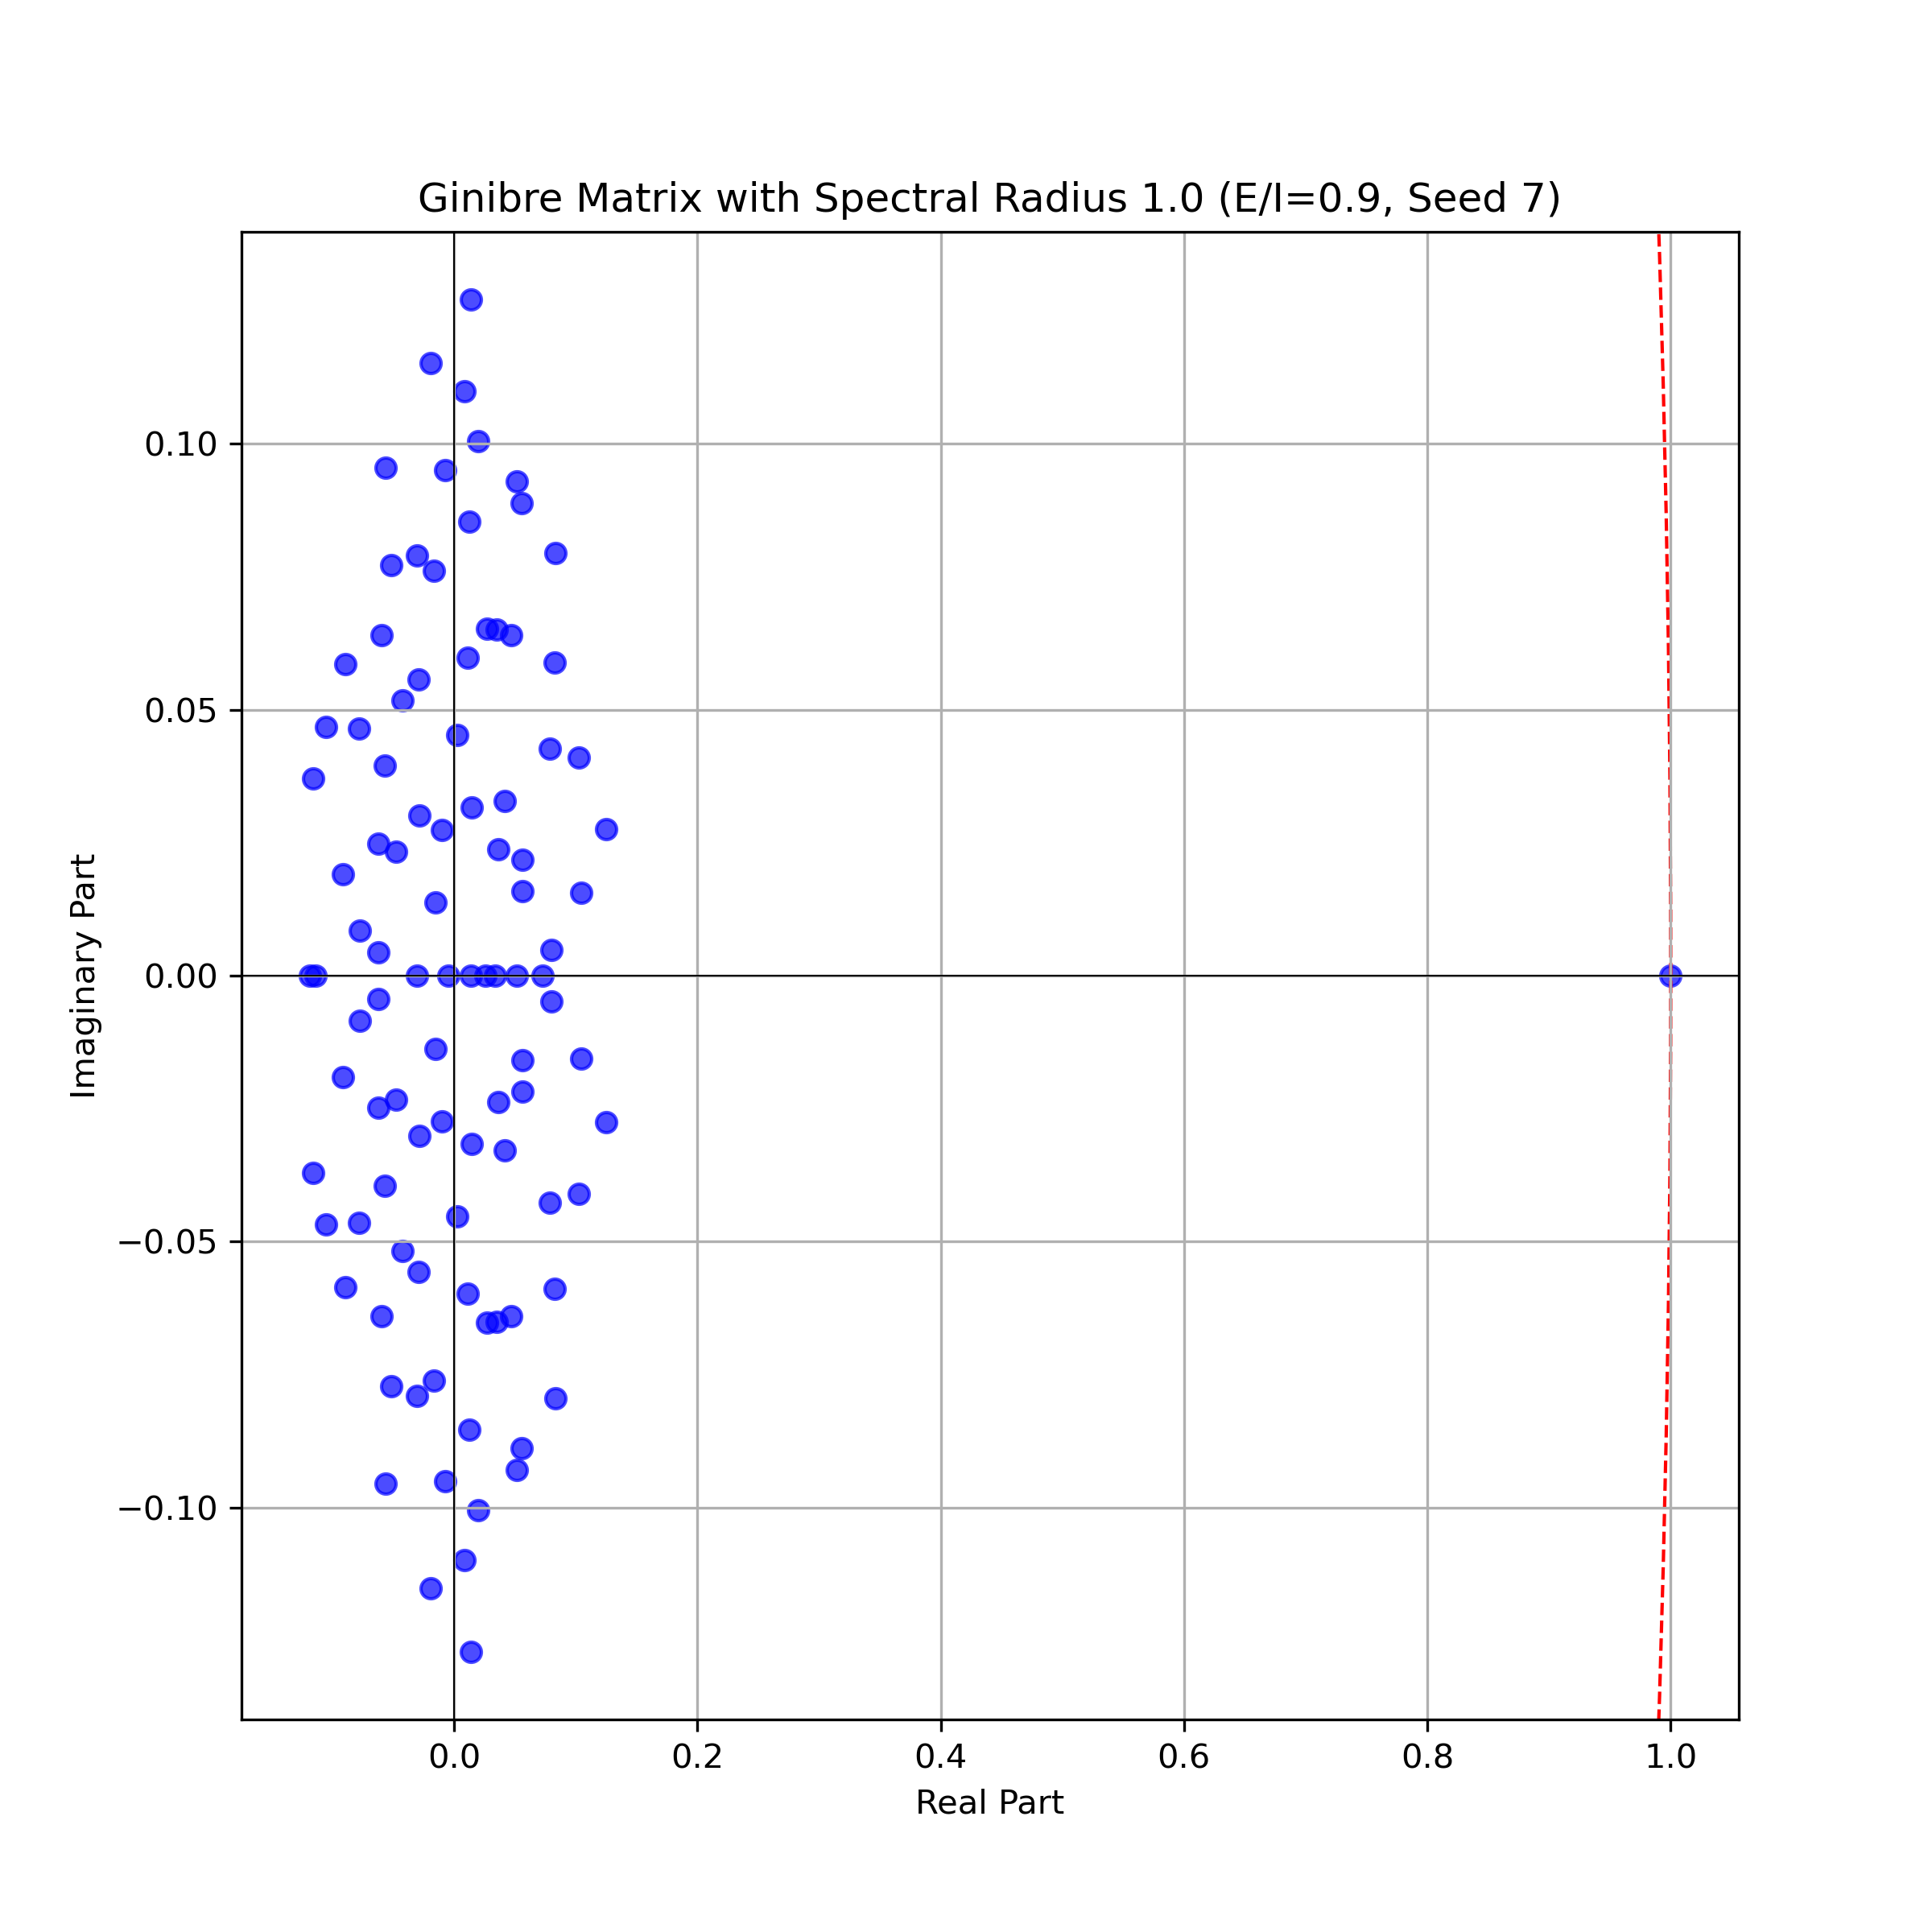 Ginibre Matrix with Spectral Radius 1.0 (E/I=0.9, Seed 7)
0.10
0.05
0.00
−0.05
−0.10
Imaginary Part
0.0 0.2 0.4 0.6 0.8 1.0
Real Part